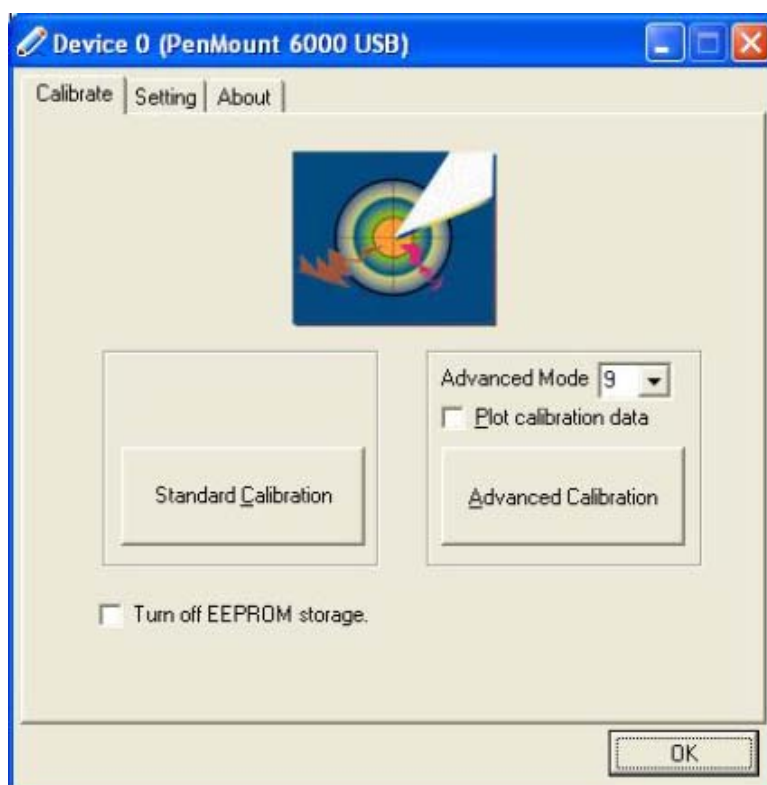 Device 0 (PenMount 6000 USB)
Calibrate Setting About
Advanced Mode 9
Plot calibration data
Standard Calibration Advanced Calibration
Turn off EEPROM storage.
OK